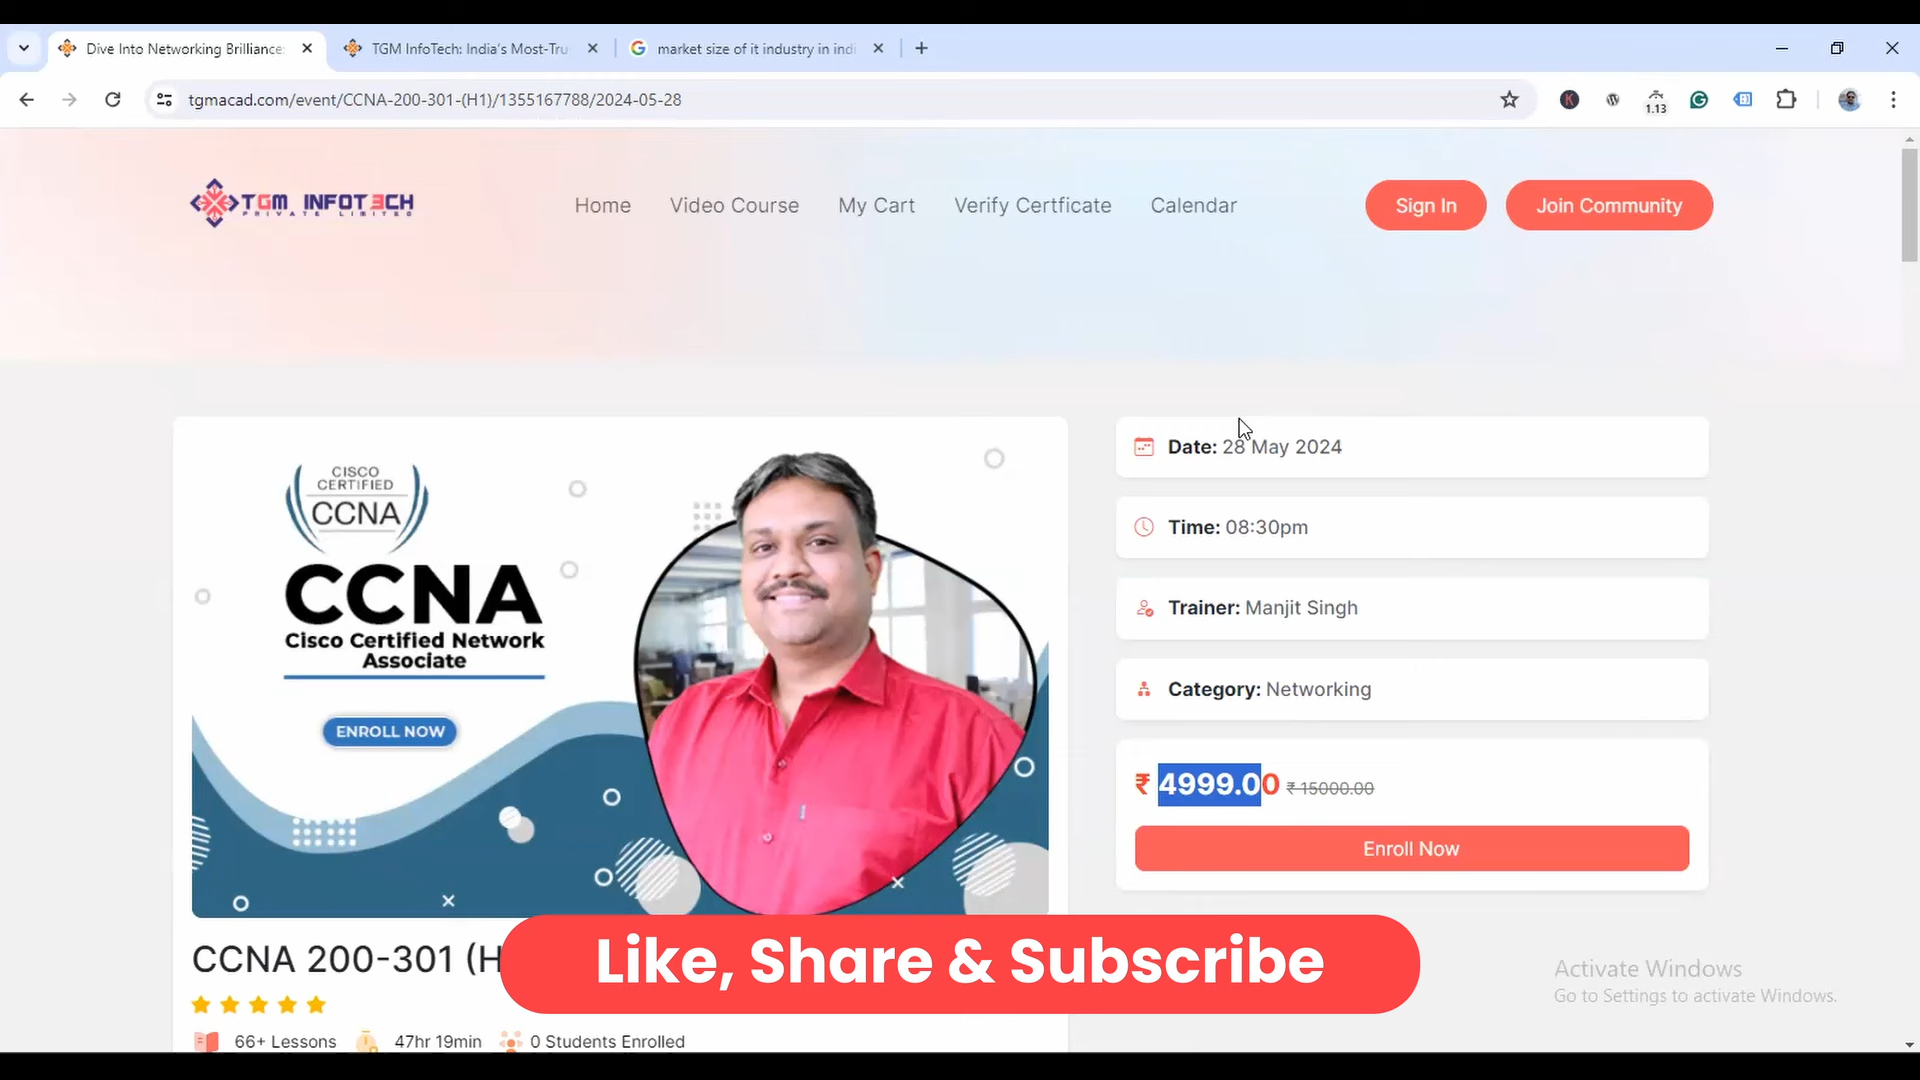 Dive Into Networking Brilliance:
TGM InfoTech: India's Most-Tru
market size of it industry in indi
tgmacad.com/event/CCNA-200-301-(H1)/1355167788/2024-05-28
K
1.13
TGM INFOTECH
PRIVATE LIMITED
Home
Video Course
My Cart
Verify Certficate
Calendar
Sign In
Join Community
CISCO
CERTIFIED
CCNA
CCNA
Cisco Certified Network
Associate
ENROLL NOW
Date: 28 May 2024
Time: 08:30pm
Trainer: Manjit Singh
Category: Networking
₹ 4999.00 ₹ 15000.00
Enroll Now
CCNA 200-301 (H
Like, Share & Subscribe
66+ Lessons
47hr 19min
0 Students Enrolled
Activate Windows
Go to Settings to activate Windows.